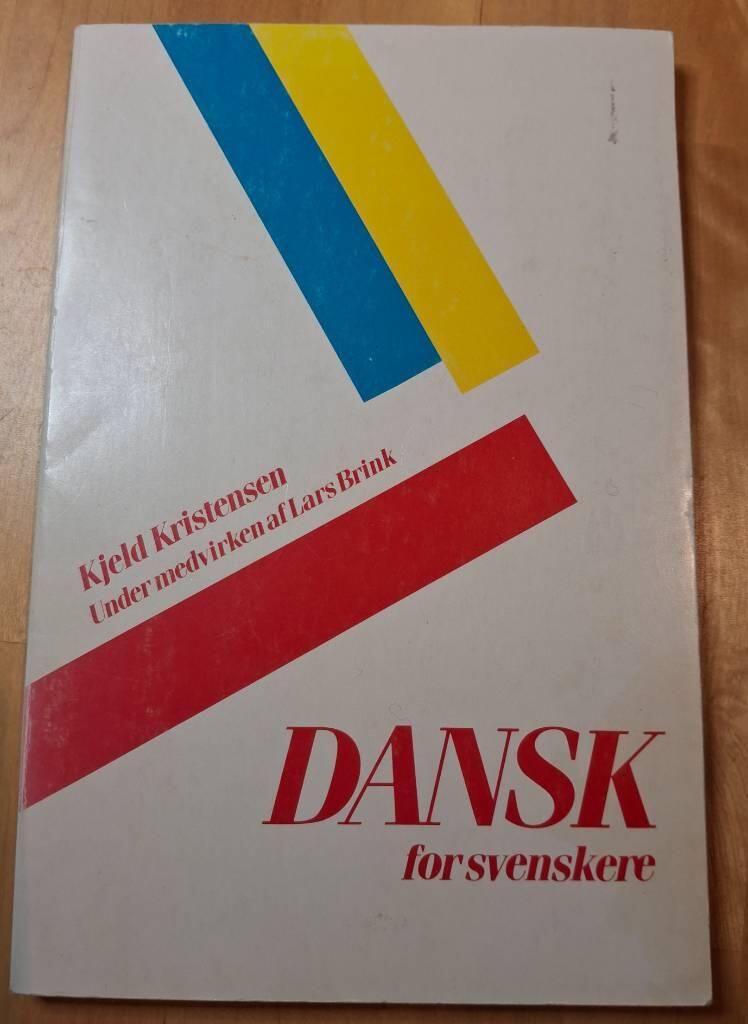 Kjeld Kristensen
Under medvirken af Lars Brink
DANSK
for svenskere